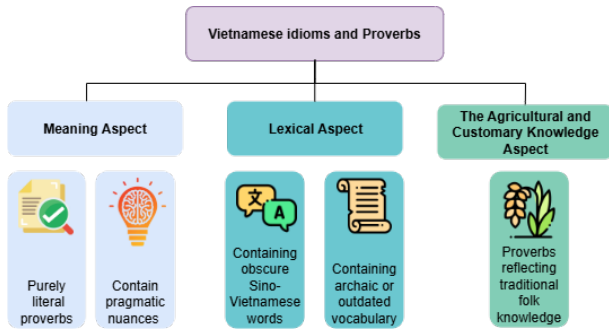 Vietnamese idioms and Proverbs
Meaning Aspect
Lexical Aspect
The Agricultural and
Customary Knowledge
Aspect
Purely
literal
proverbs
Contain
pragmatic
nuances
文
A
Containing
obscure
Sino-
Vietnamese
words
Containing
archaic or
outdated
vocabulary
Proverbs
reflecting
traditional
folk
knowledge